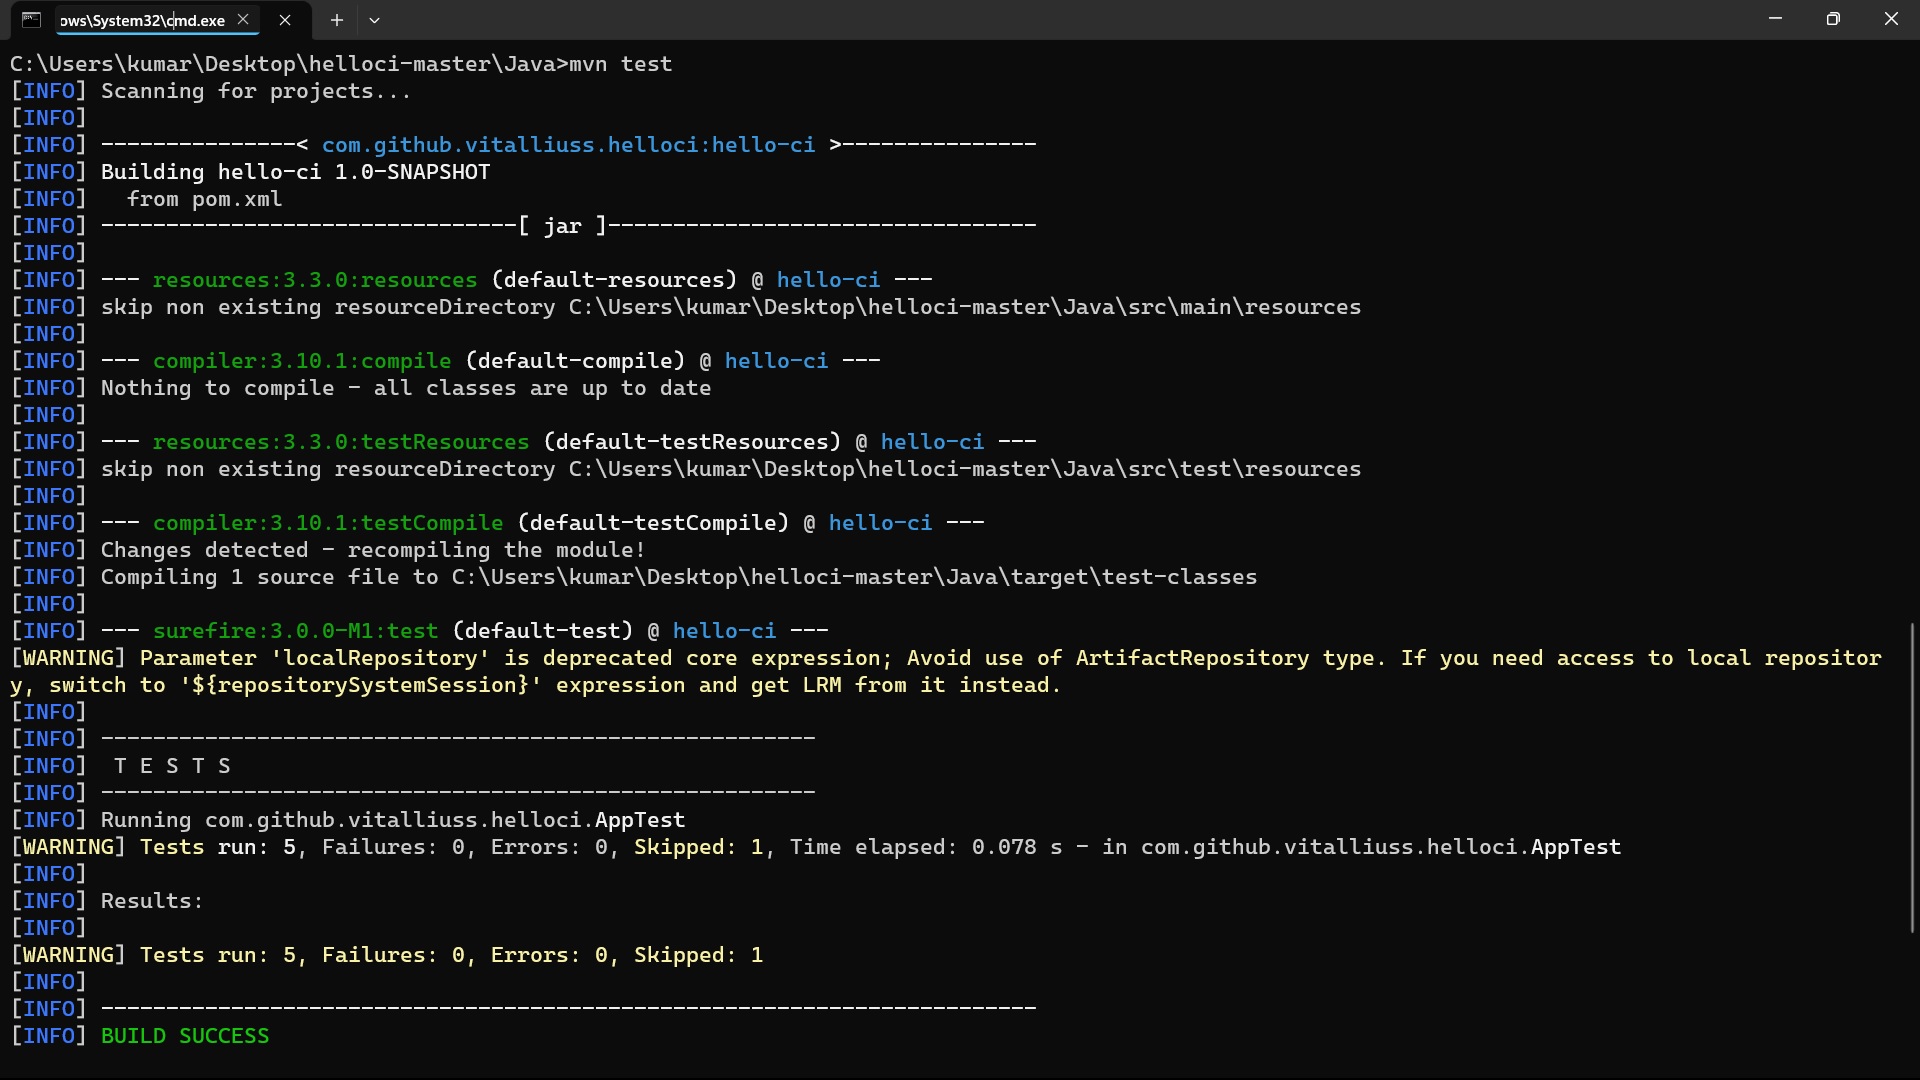 ows\System32\cmd.exe
C:\Users\kumar\Desktop\helloci-master\Java>mvn test
[INFO] Scanning for projects...
[INFO]
[INFO] ---------------< com.github.vitalliuss.helloci:hello-ci >---------------
[INFO] Building hello-ci 1.0-SNAPSHOT
[INFO]   from pom.xml
[INFO] --------------------------------[ jar ]---------------------------------
[INFO]
[INFO] --- resources:3.3.0:resources (default-resources) @ hello-ci ---
[INFO] skip non existing resourceDirectory C:\Users\kumar\Desktop\helloci-master\Java\src\main\resources
[INFO]
[INFO] --- compiler:3.10.1:compile (default-compile) @ hello-ci ---
[INFO] Nothing to compile - all classes are up to date
[INFO]
[INFO] --- resources:3.3.0:testResources (default-testResources) @ hello-ci ---
[INFO] skip non existing resourceDirectory C:\Users\kumar\Desktop\helloci-master\Java\src\test\resources
[INFO]
[INFO] --- compiler:3.10.1:testCompile (default-testCompile) @ hello-ci ---
[INFO] Changes detected - recompiling the module!
[INFO] Compiling 1 source file to C:\Users\kumar\Desktop\helloci-master\Java\target\test-classes
[INFO]
[INFO] --- surefire:3.0.0-M1:test (default-test) @ hello-ci ---
[WARNING] Parameter 'localRepository' is deprecated core expression; Avoid use of ArtifactRepository type. If you need access to local repositor
y, switch to '${repositorySystemSession}' expression and get LRM from it instead.
[INFO]
[INFO] -------------------------------------------------------
[INFO]  T E S T S
[INFO] -------------------------------------------------------
[INFO] Running com.github.vitalliuss.helloci.AppTest
[WARNING] Tests run: 5, Failures: 0, Errors: 0, Skipped: 1, Time elapsed: 0.078 s - in com.github.vitalliuss.helloci.AppTest
[INFO]
[INFO] Results:
[INFO]
[WARNING] Tests run: 5, Failures: 0, Errors: 0, Skipped: 1
[INFO]
[INFO] ------------------------------------------------------------------------
[INFO] BUILD SUCCESS